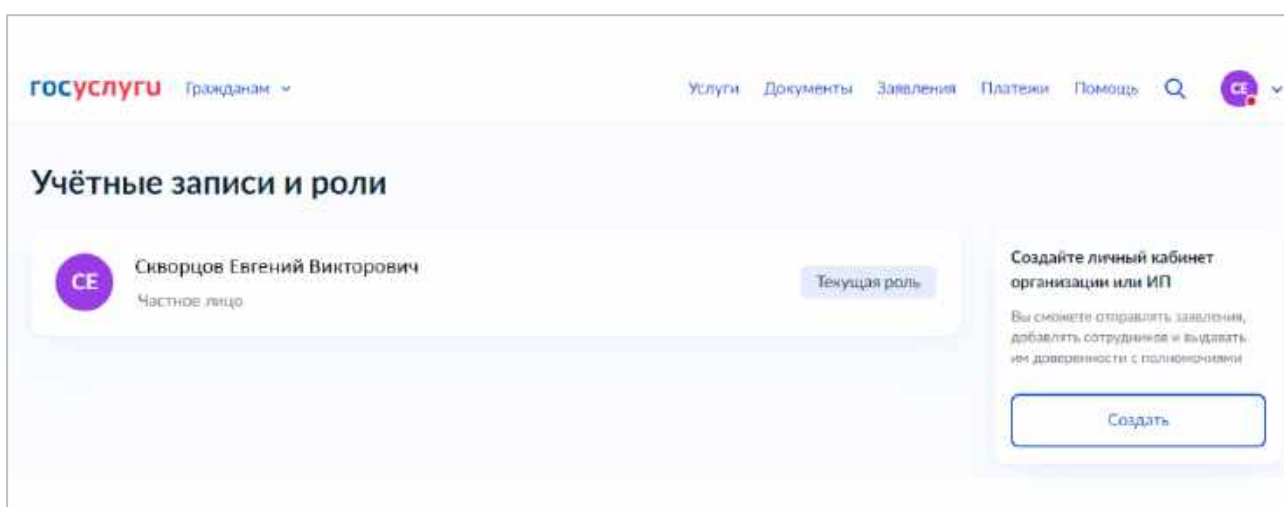 госуслуги Гражданам Услуги Документы Заявления Платежи Помощь СЕ
Учётные записи и роли
СЕ
Скворцов Евгений Викторович
Частное лицо
Текущая роль
Создайте личный кабинет
организации или ИП
Вы сможете отправлять заявления,
добавлять сотрудников и выдавать
им доверенности с полномочиями
Создать